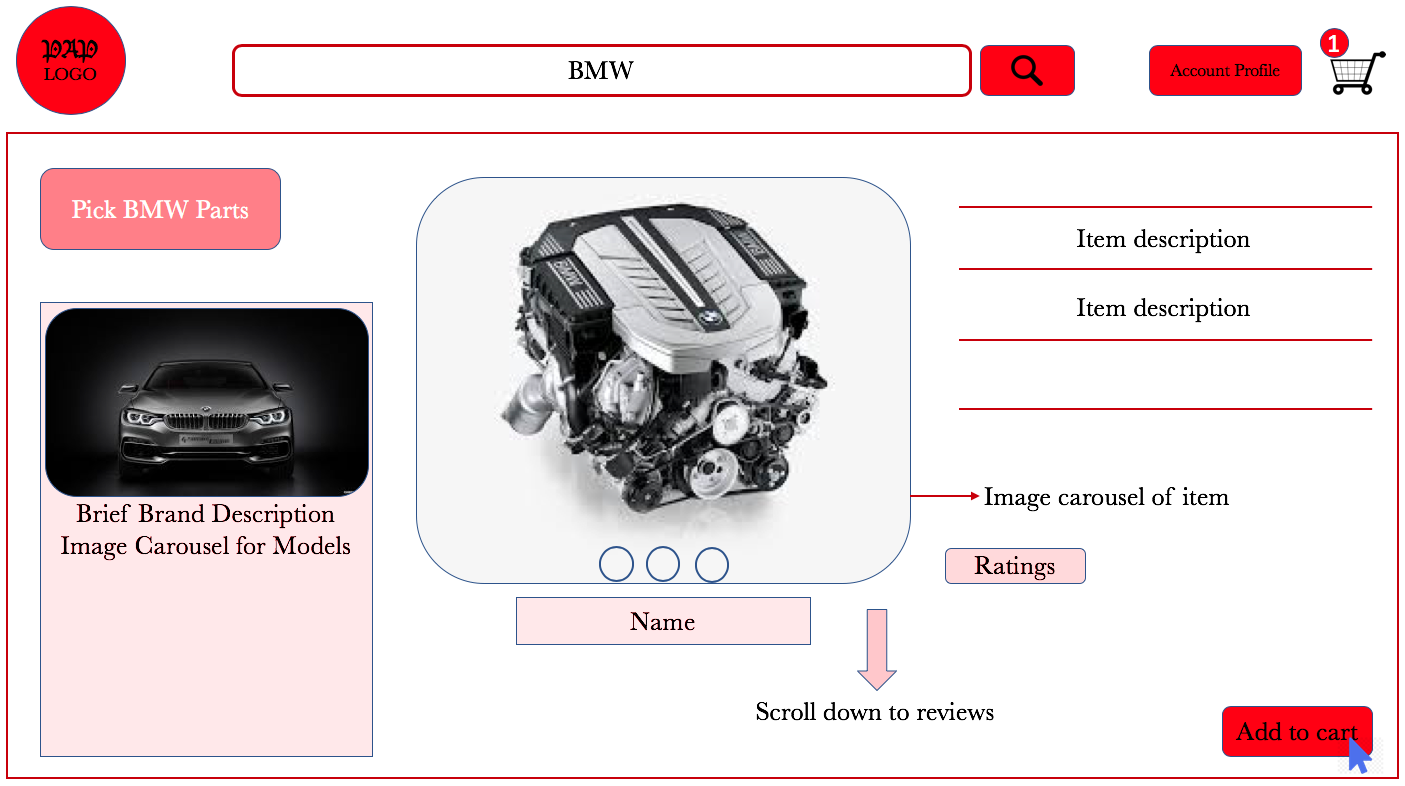 PAP
LOGO
BMW
Account Profile
1
Pick BMW Parts
Item description
Item description
BMW
Brief Brand Description
Image Carousel for Models
Image carousel of item
Ratings
Name
Scroll down to reviews
Add to cart